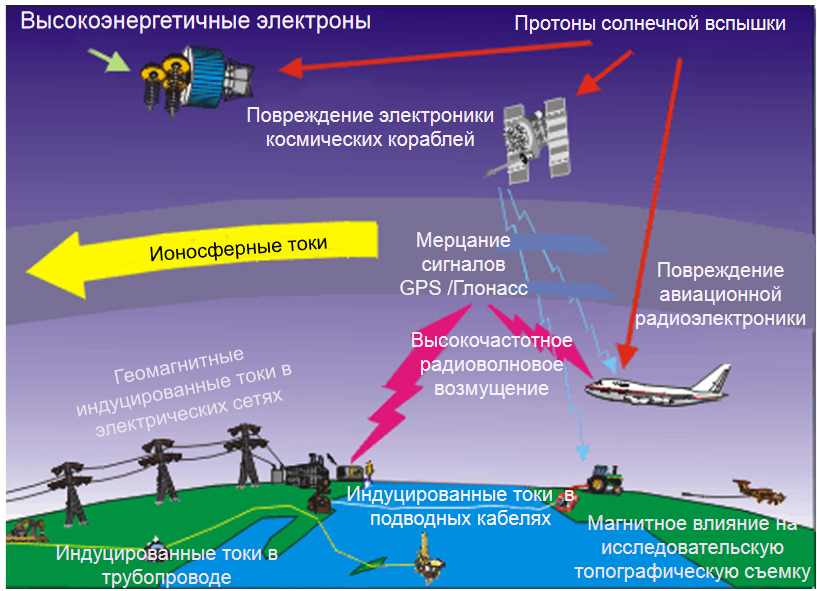 Высокоэнергетичные электроны
Протоны солнечной вспышки
Повреждение электроники
космических кораблей
Ионосферные токи
Мерцание
сигналов
GPS /Глонасс
Повреждение
авиационной
радиоэлектроники
Высокочастотное
радиоволновое
возмущение
Геомагнитные
индуцированные токи в
электрических сетях
Индуцированные токи в
подводных кабелях
Магнитное влияние на
исследовательскую
топографическую съемку
Индуцированные токи в
трубопроводе